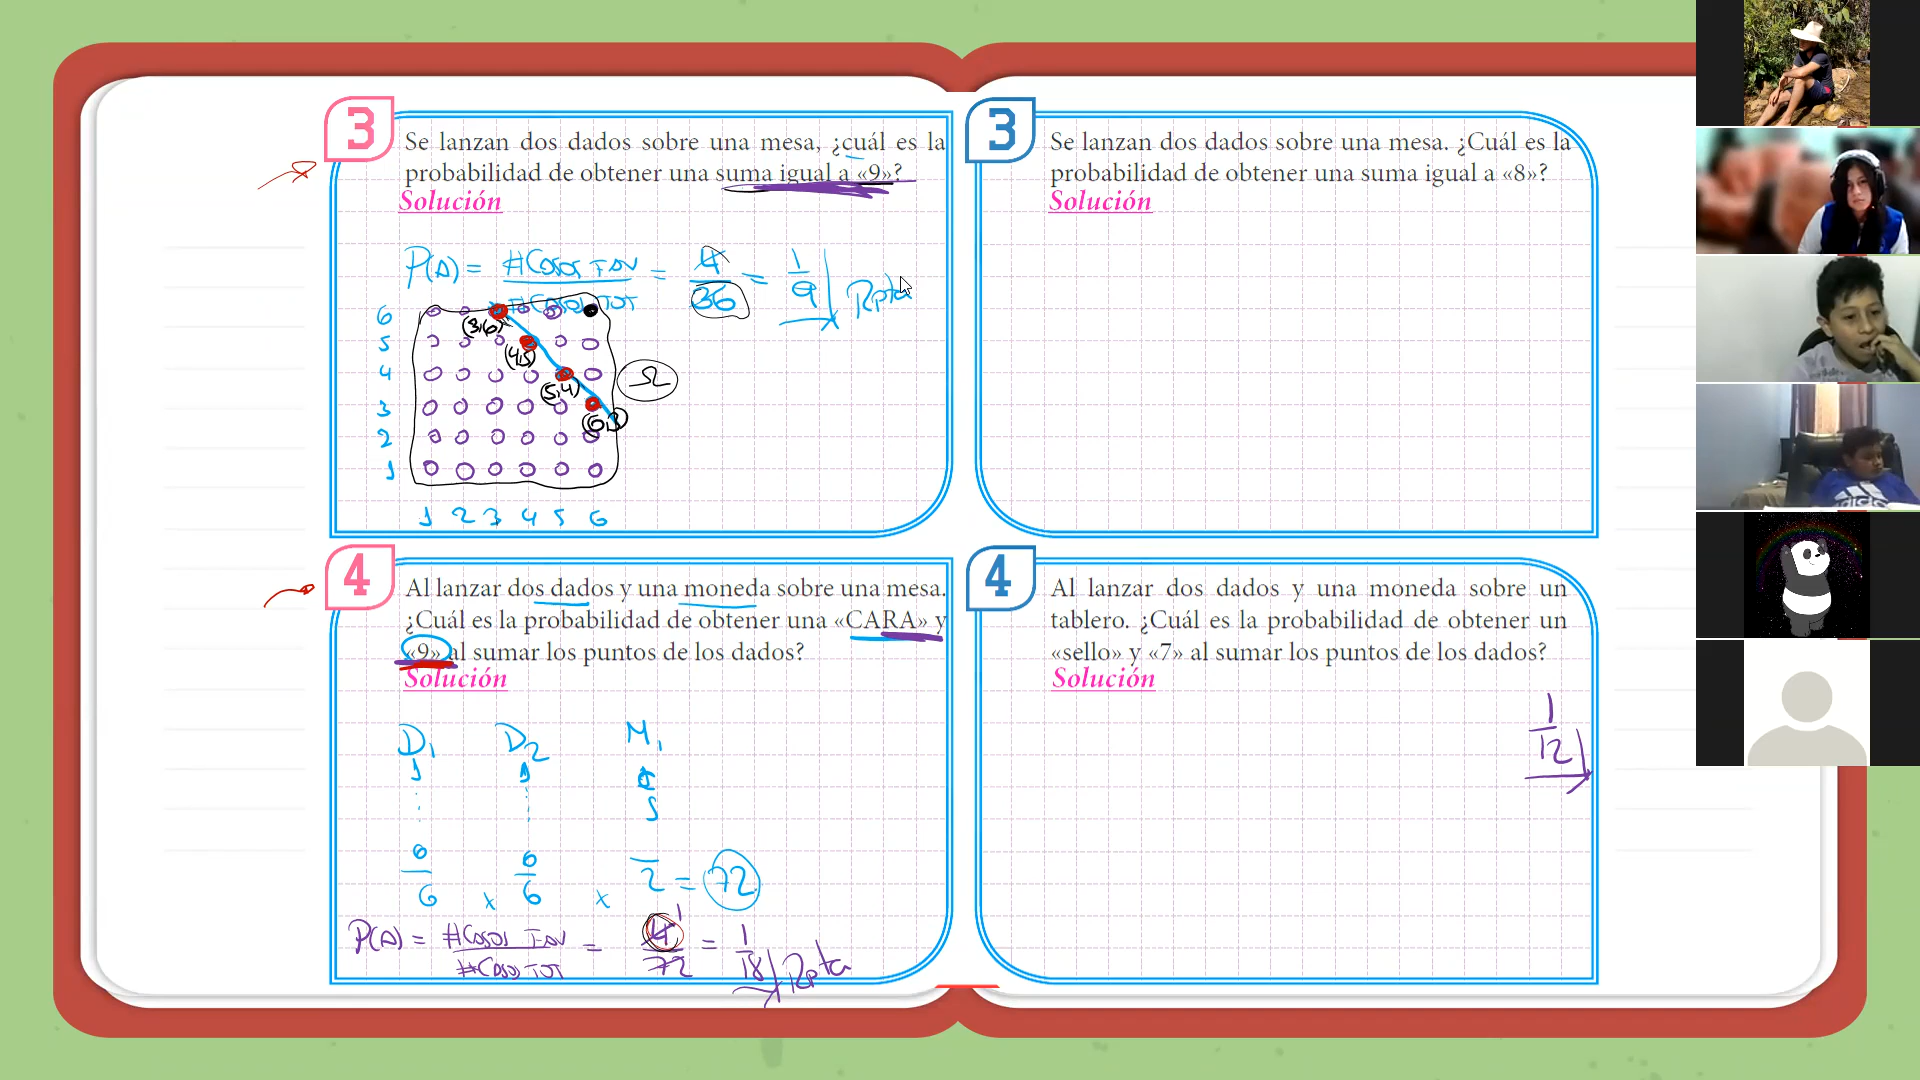 3
Se lanzan dos dados sobre una mesa, ¿cuál es la
probabilidad de obtener una suma igual a «9»?
Solución
P(A) = #Casos FAV / #Casos TOT = 4/36 = 1/9 Rpta
6
5
4
3
2
1
(3,6)
(4,5)
(5,4)
(6,3)
Ω
1 2 3 4 5 6
4
Al lanzar dos dados y una moneda sobre una mesa.
¿Cuál es la probabilidad de obtener una «CARA» y
«9» al sumar los puntos de los dados?
Solución
D1 D2 M1
1 1 C
S
6 6
6 x 6 x 2 = 72
P(A) = #Casos FAV / #Casos TOT = 4/72 1 = 1/18 Rpta
3
Se lanzan dos dados sobre una mesa. ¿Cuál es la
probabilidad de obtener una suma igual a «8»?
Solución
4
Al lanzar dos dados y una moneda sobre un
tablero. ¿Cuál es la probabilidad de obtener un
«sello» y «7» al sumar los puntos de los dados?
Solución
1/12